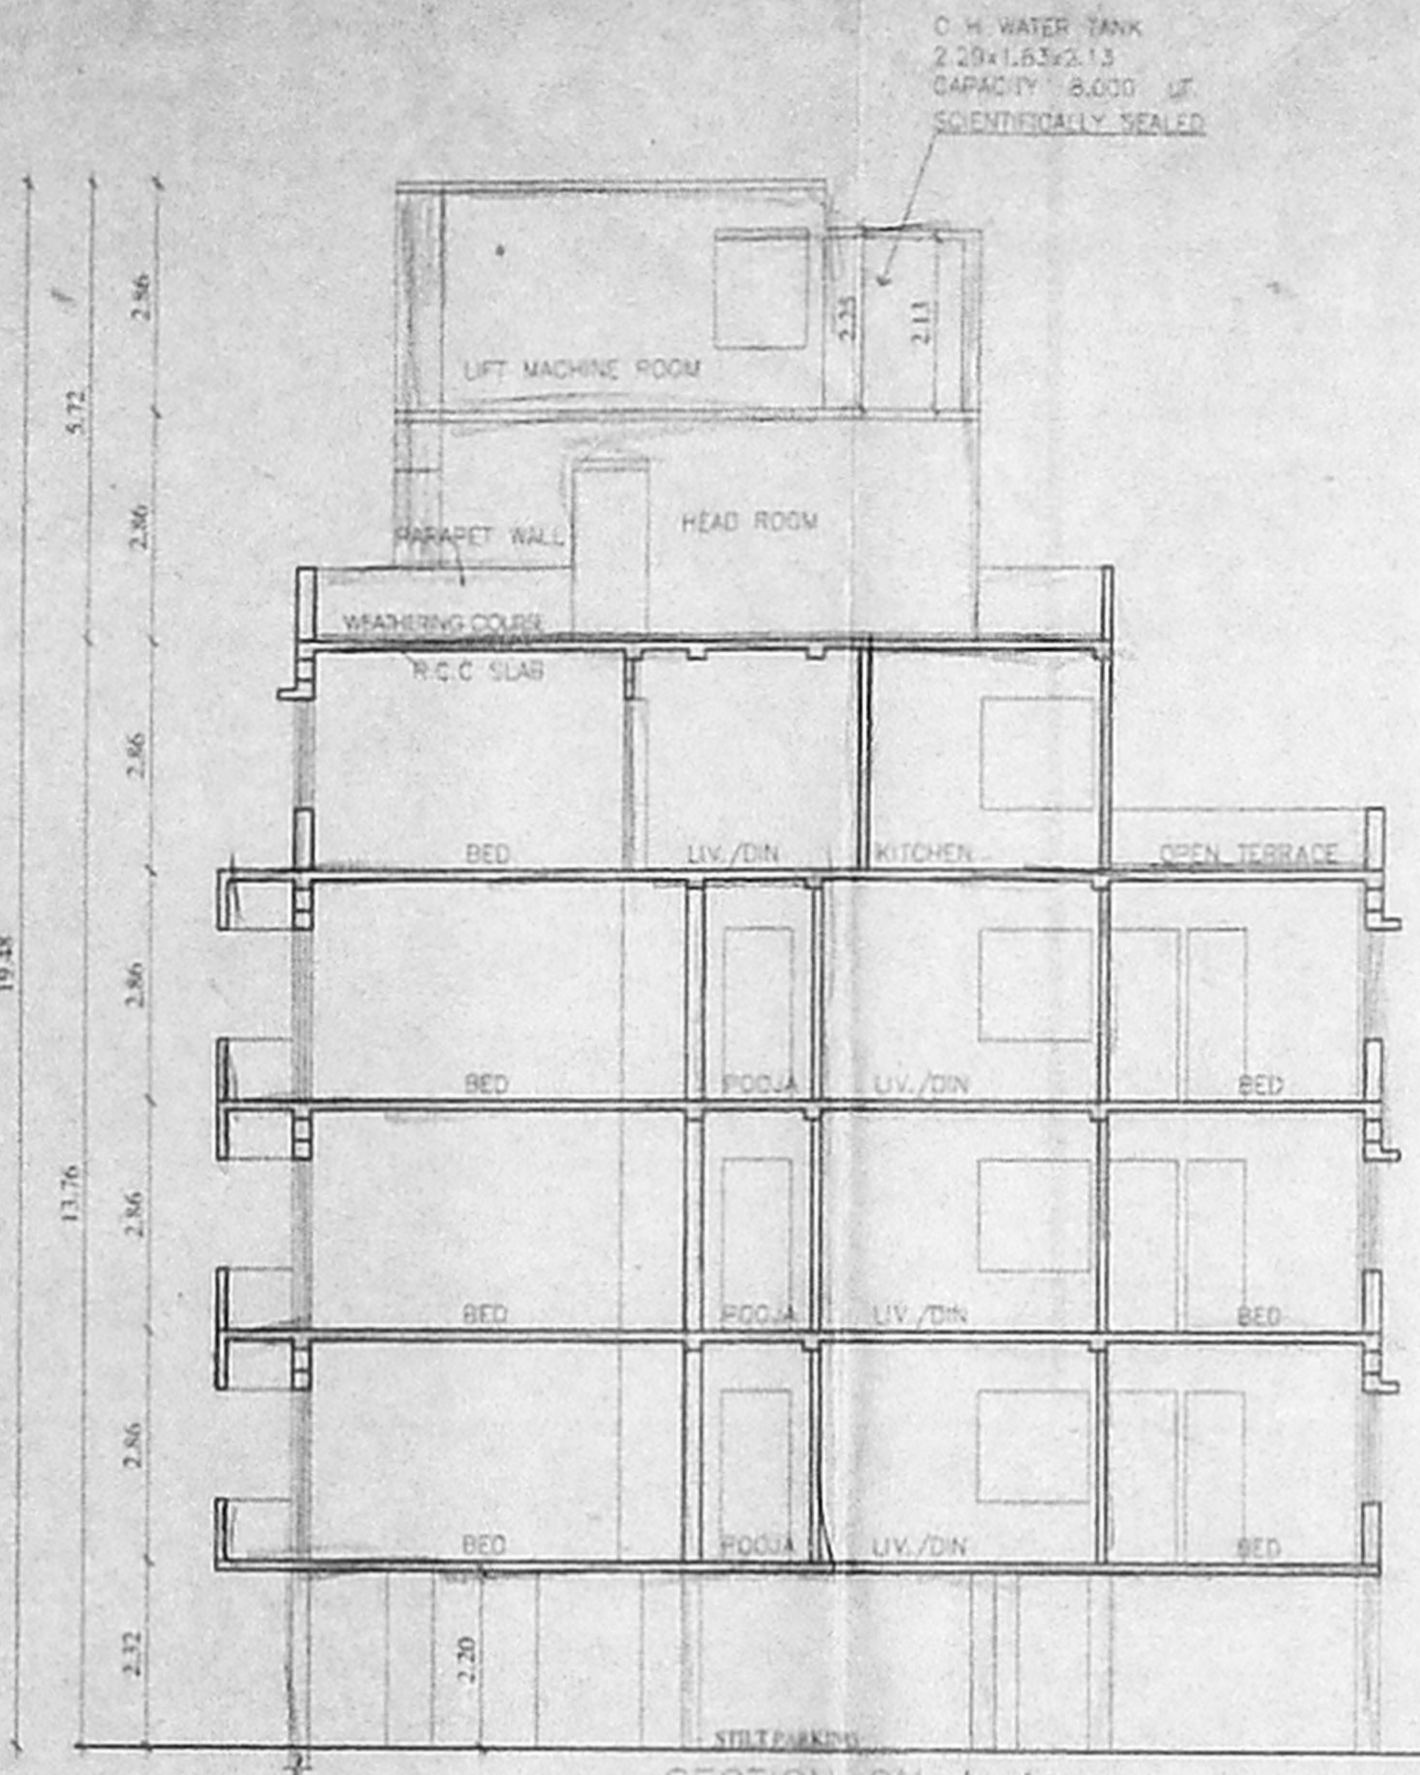 O H WATER TANK
2.29x1.63x2.13
CAPACITY 8.000 LIT.
SCIENTIFICALLY SEALED
2.86
2.25
2.13
LIFT MACHINE ROOM
5.72
2.86
PARAPET WALL
HEAD ROOM
WEATHERING COURSE
R.C.C SLAB
2.86
BED
LIV./DIN
KITCHEN
OPEN TERRACE
19.48
2.86
BED
POOJA
LIV./DIN
BED
13.76
2.86
BED
POOJA
LIV./DIN
BED
2.86
BED
POOJA
LIV./DIN
BED
2.32
2.20
STILT PARKING